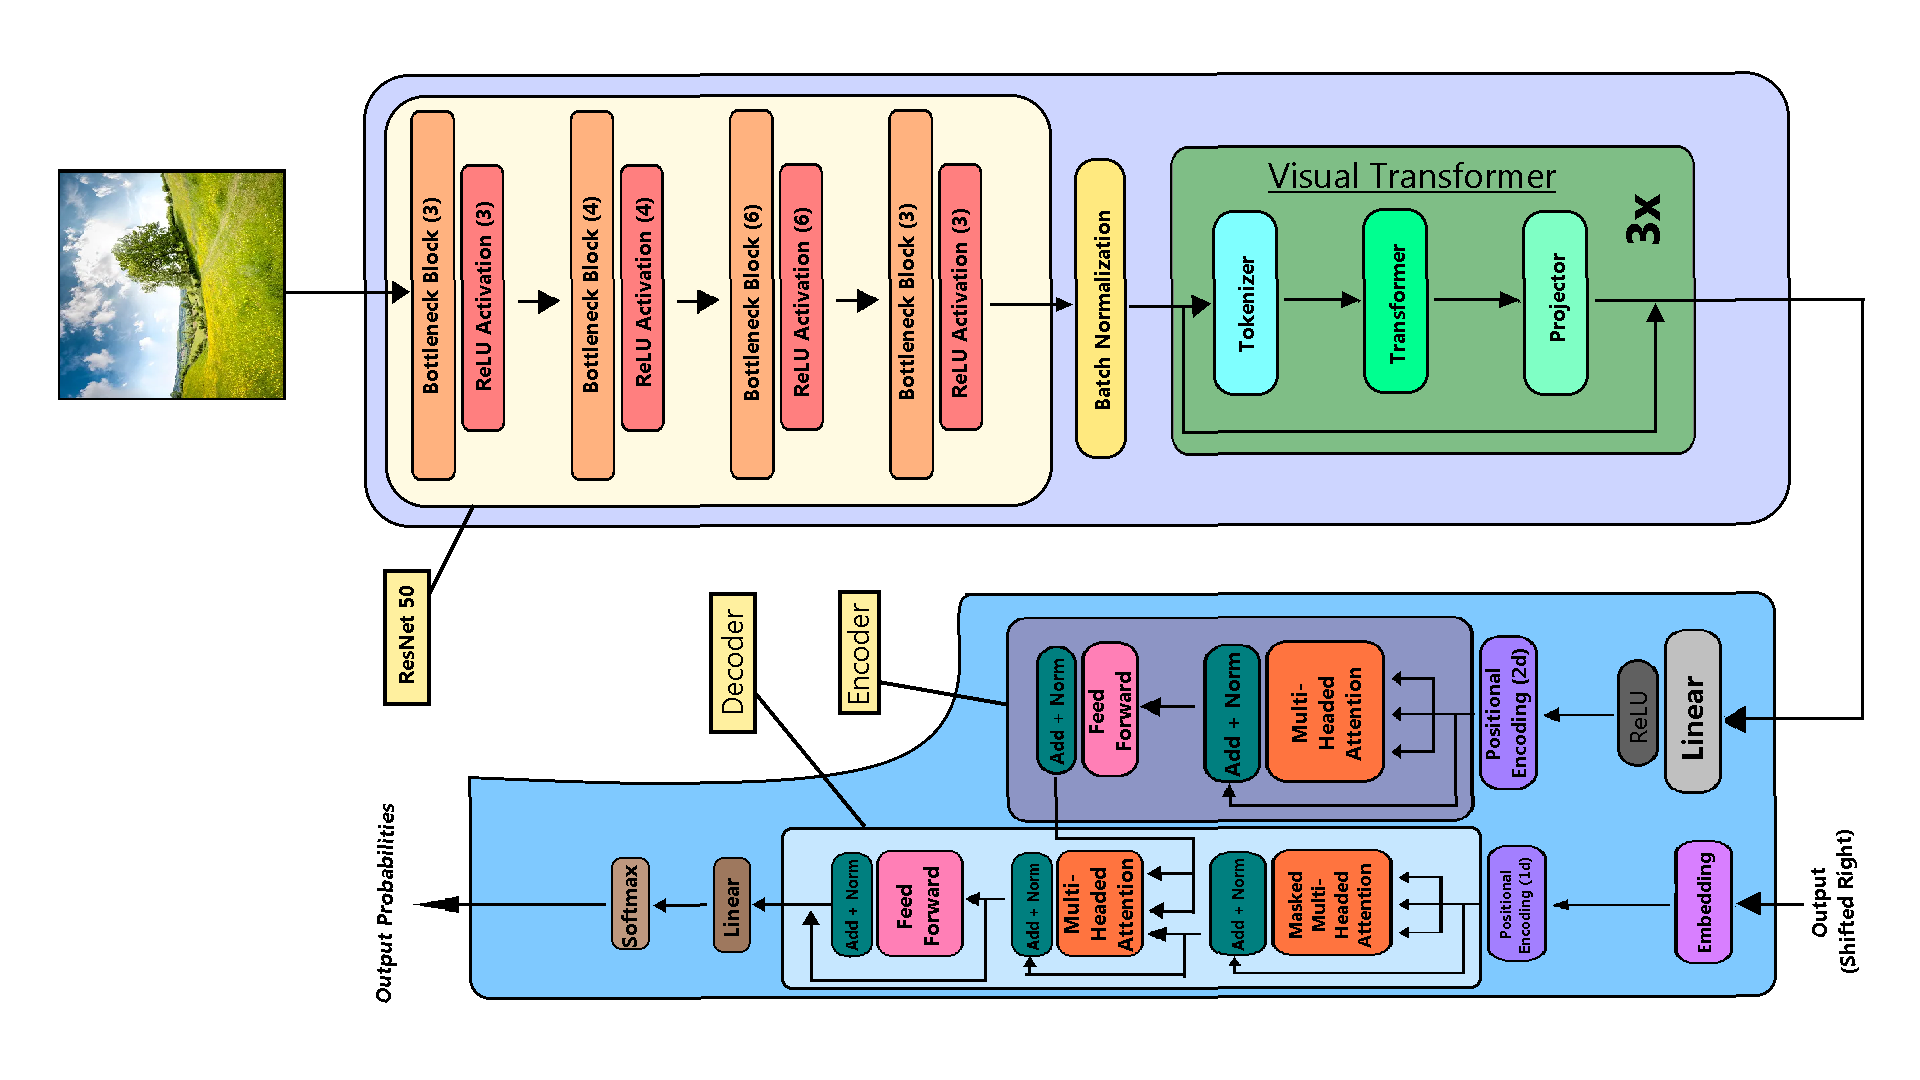 Bottleneck Block (3)
ReLU Activation (3)
Bottleneck Block (4)
ReLU Activation (4)
Bottleneck Block (6)
ReLU Activation (6)
Bottleneck Block (3)
ReLU Activation (3)
Batch Normalization
Visual Transformer
Tokenizer
Transformer
Projector
3x
ResNet 50
Decoder
Encoder
Add + Norm
Feed
Forward
Add + Norm
Multi-
Headed
Attention
Positional
Encoding (2d)
ReLU
Linear
Output Probabilities
Softmax
Linear
Add + Norm
Feed
Forward
Add + Norm
Multi-
Headed
Attention
Add + Norm
Masked
Multi-
Headed
Attention
Positional
Encoding (1d)
Embedding
Output
(Shifted Right)